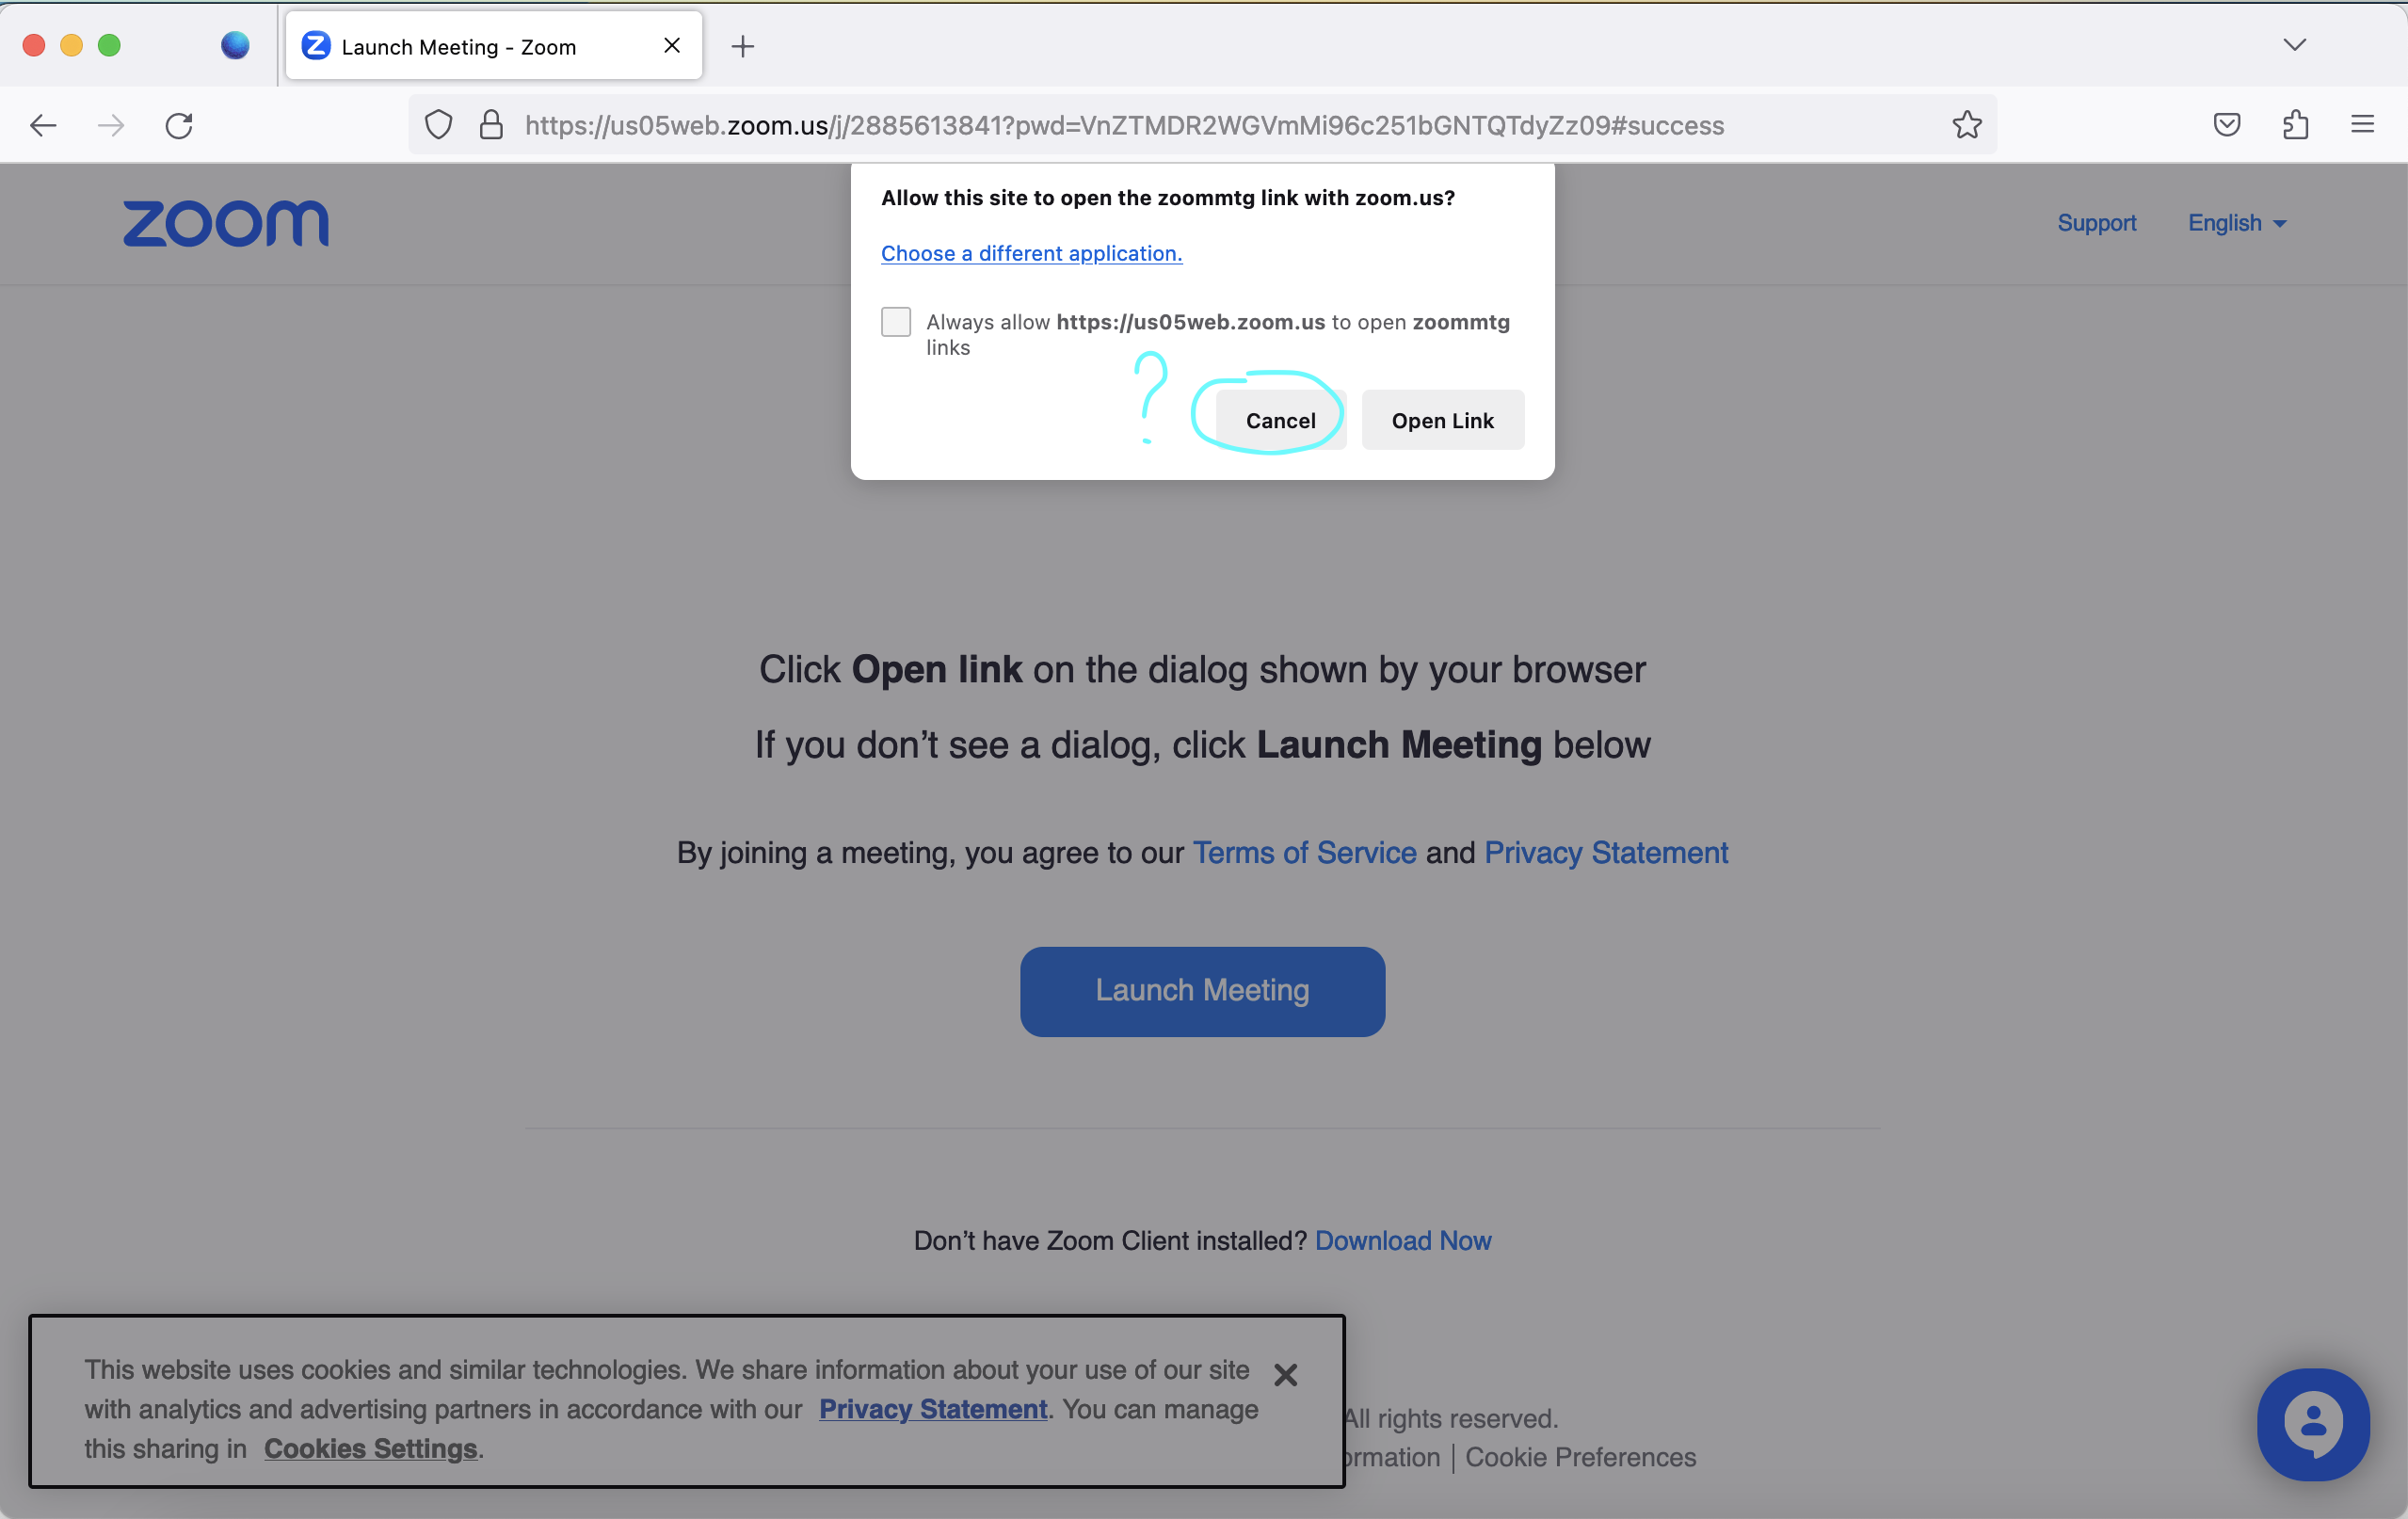 Launch Meeting - Zoom
https://us05web.zoom.us/j/2885613841?pwd=VnZTMDR2WGVmMi96c251bGNTQTdyZz09#success
zoom
Support
English
Allow this site to open the zoommtg link with zoom.us?
Choose a different application.
Always allow https://us05web.zoom.us to open zoommtg
links
?
Cancel
Open Link
Click Open link on the dialog shown by your browser
If you don’t see a dialog, click Launch Meeting below
By joining a meeting, you agree to our Terms of Service and Privacy Statement
Launch Meeting
Don’t have Zoom Client installed? Download Now
This website uses cookies and similar technologies. We share information about your use of our site
with analytics and advertising partners in accordance with our Privacy Statement. You can manage
this sharing in Cookies Settings.
All rights reserved.
ormation | Cookie Preferences